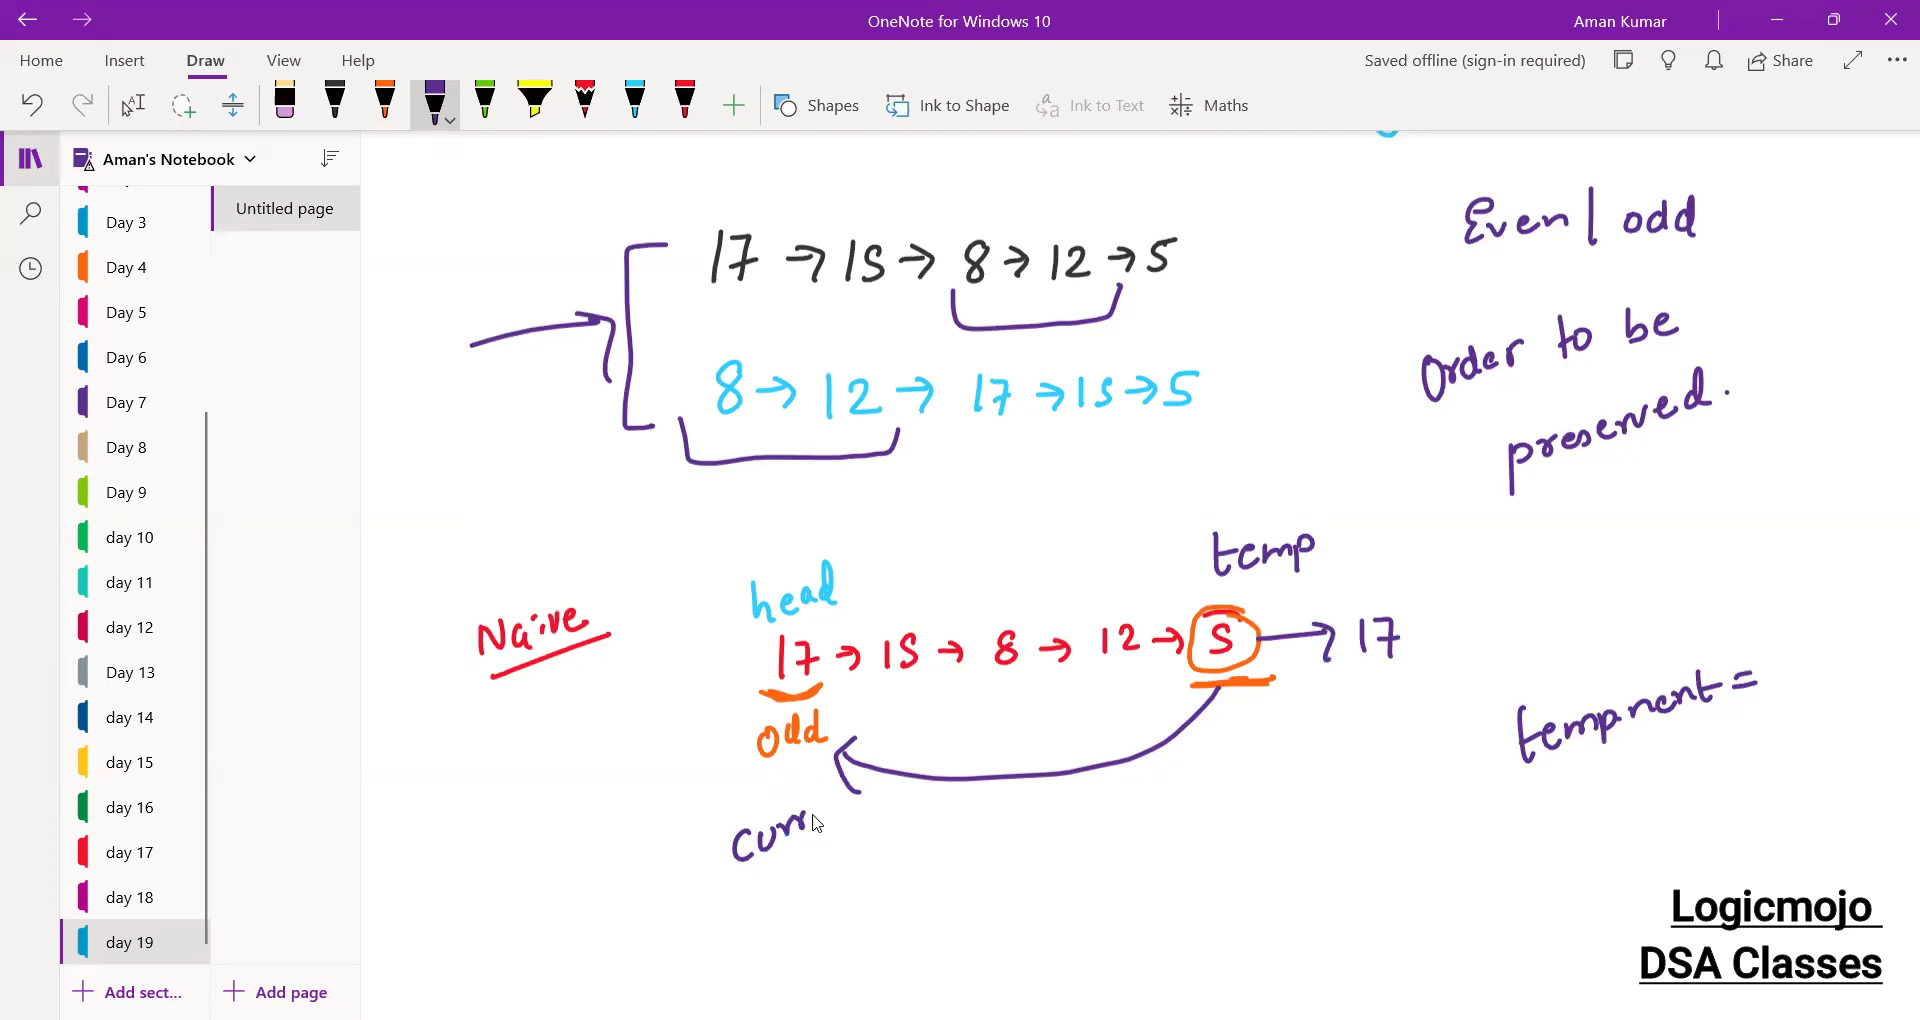 OneNote for Windows 10
Aman Kumar
Home Insert Draw View Help
Saved offline (sign-in required)
Share
Shapes
Ink to Shape
Ink to Text
Maths
Aman's Notebook
Untitled page
Day 3
Day 4
Day 5
Day 6
Day 7
Day 8
Day 9
day 10
day 11
day 12
Day 13
day 14
day 15
day 16
day 17
day 18
day 19
Add sect...
Add page
17 → 15 → 8 → 12 → 5
8 → 12 → 17 → 15 → 5
Even | odd
Order to be
preserved.
Naive
head
temp
17 → 15 → 8 → 12 → 5 → 17
odd
curr
temp.next =
Logicmojo
DSA Classes